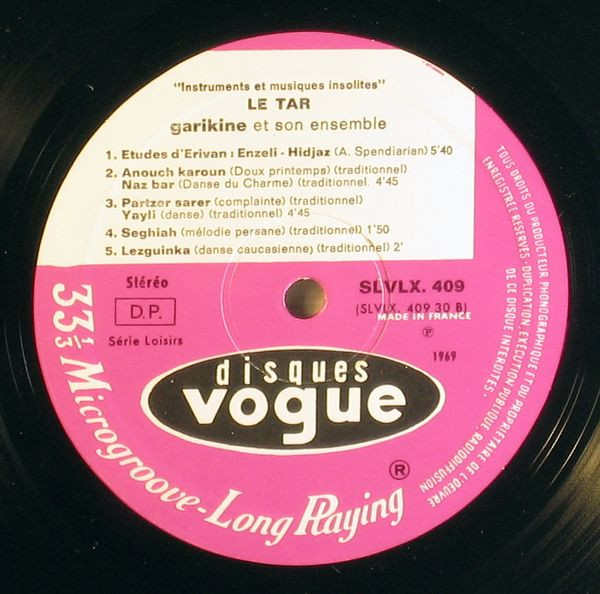 "Instruments et musiques insolites"
LE TAR
garikine et son ensemble
1. Etudes d'Erivan : Enzeli - Hidjaz (A. Spendiarian) 5'40
2. Anouch karoun (Doux printemps) (traditionnel)
Naz bar (Danse du Charme) (traditionnel. 4'45
3. Partzer sarer (complainte) (traditionnel)
Yayli (danse) (traditionnel) 4'45
4. Seghiah (mélodie persane) (traditionnel) 1'50
5. Lezguinka (danse caucasienne) (traditionnel) 2'
Stéréo
D.P.
Série Loisirs
SLVLX. 409
(SLVLX. 409 30 B)
MADE IN FRANCE
℗
1969
disques
vogue
33⅓ Microgroove-Long Playing ®
TOUS DROITS DU PRODUCTEUR PHONOGRAPHIQUE ET DU PROPRIETAIRE DE L'OEUVRE
ENREGISTREE RESERVES - DUPLICATION, EXECUTION PUBLIQUE, RADIODIFFUSION
DE CE DISQUE INTERDITES.